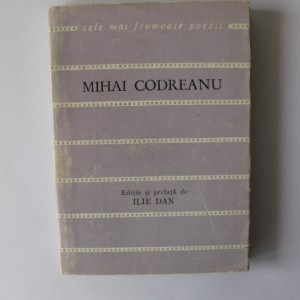 cele mai frumoase poezii
MIHAI CODREANU
Ediție și prefață de
ILIE DAN